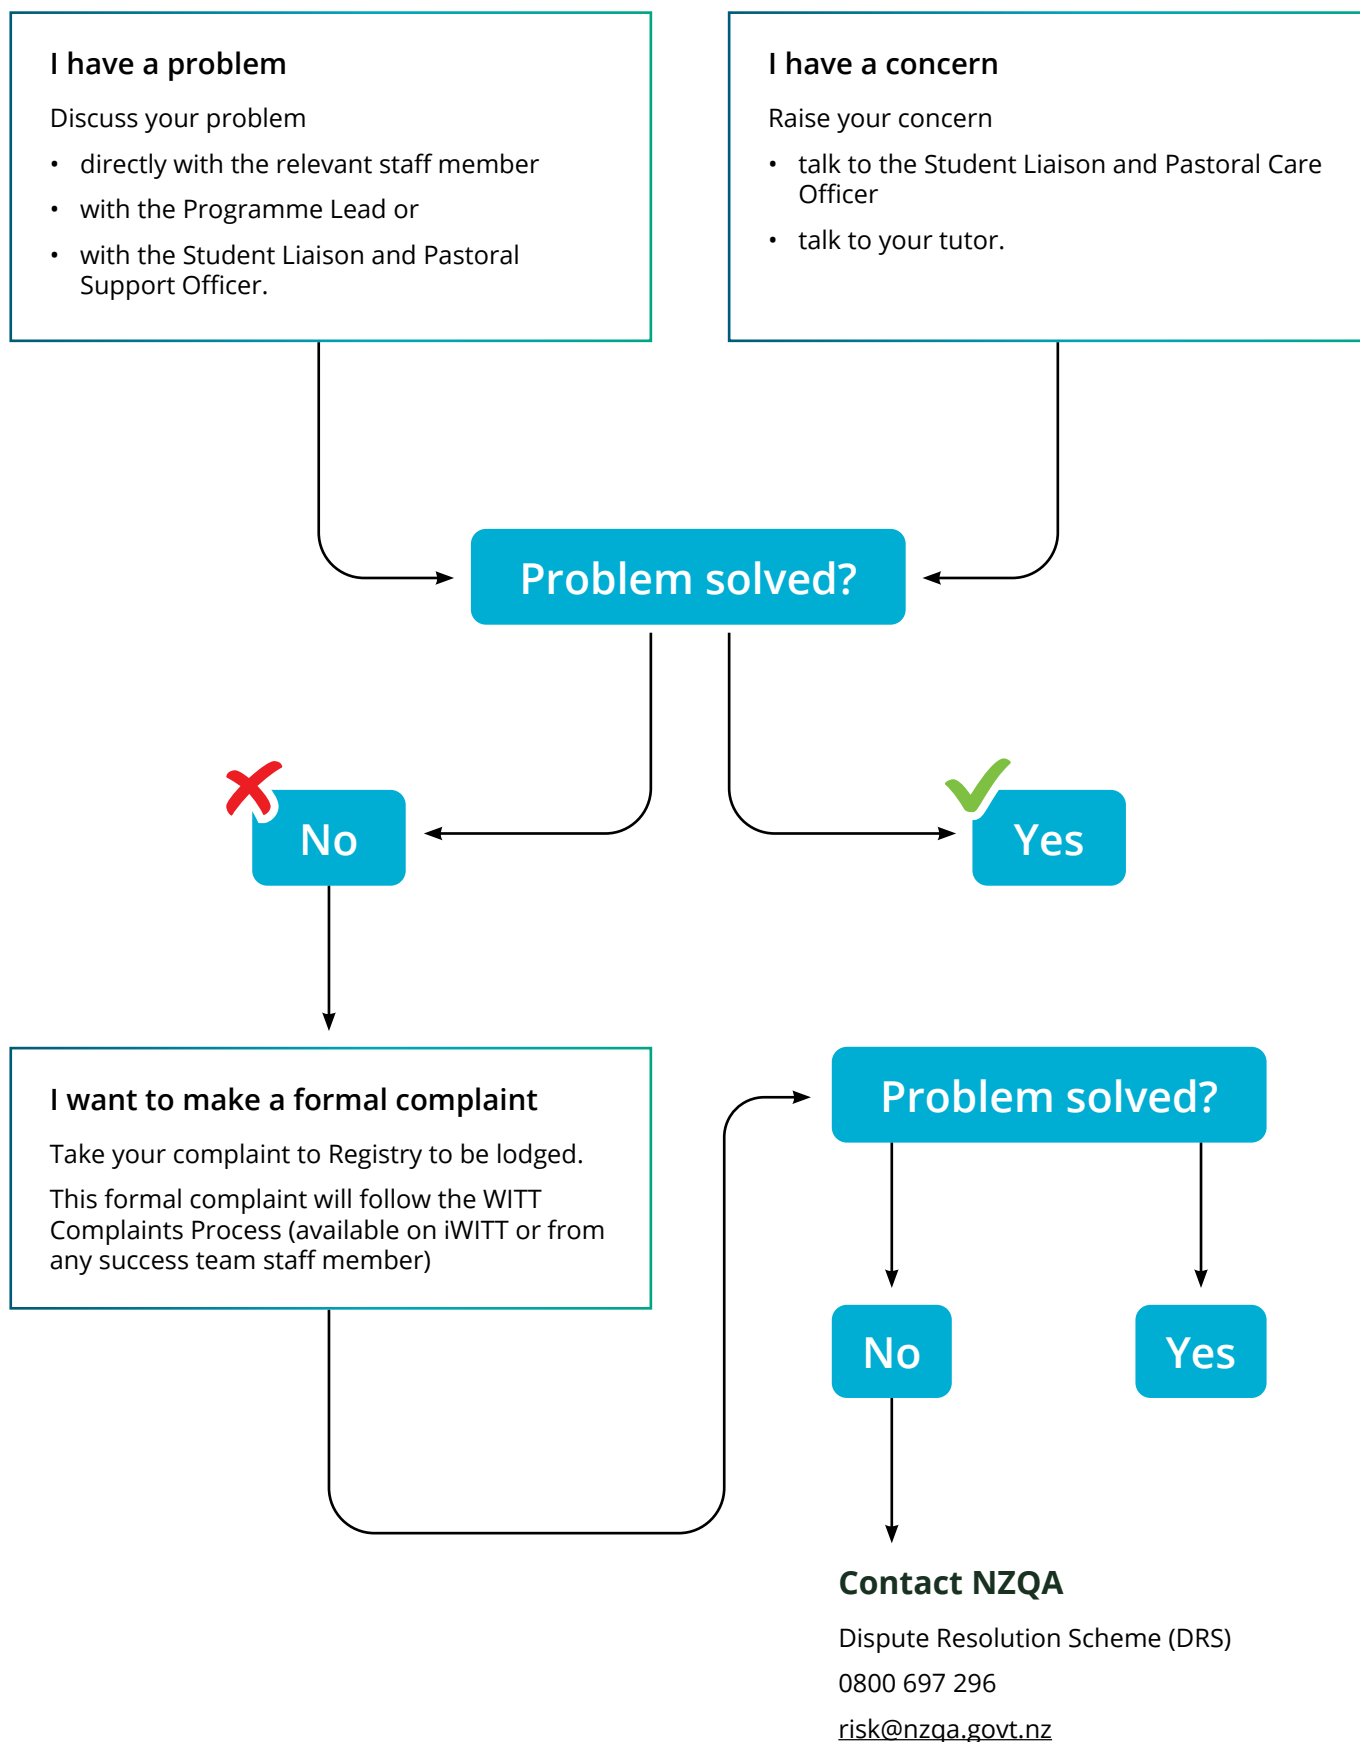 I have a problem
Discuss your problem
• directly with the relevant staff member
• with the Programme Lead or
• with the Student Liaison and Pastoral
Support Officer.
I have a concern
Raise your concern
• talk to the Student Liaison and Pastoral Care
Officer
• talk to your tutor.
Problem solved?
No
Yes
I want to make a formal complaint
Take your complaint to Registry to be lodged.
This formal complaint will follow the WITT
Complaints Process (available on iWITT or from
any success team staff member)
Problem solved?
No
Yes
Contact NZQA
Dispute Resolution Scheme (DRS)
0800 697 296
risk@nzqa.govt.nz